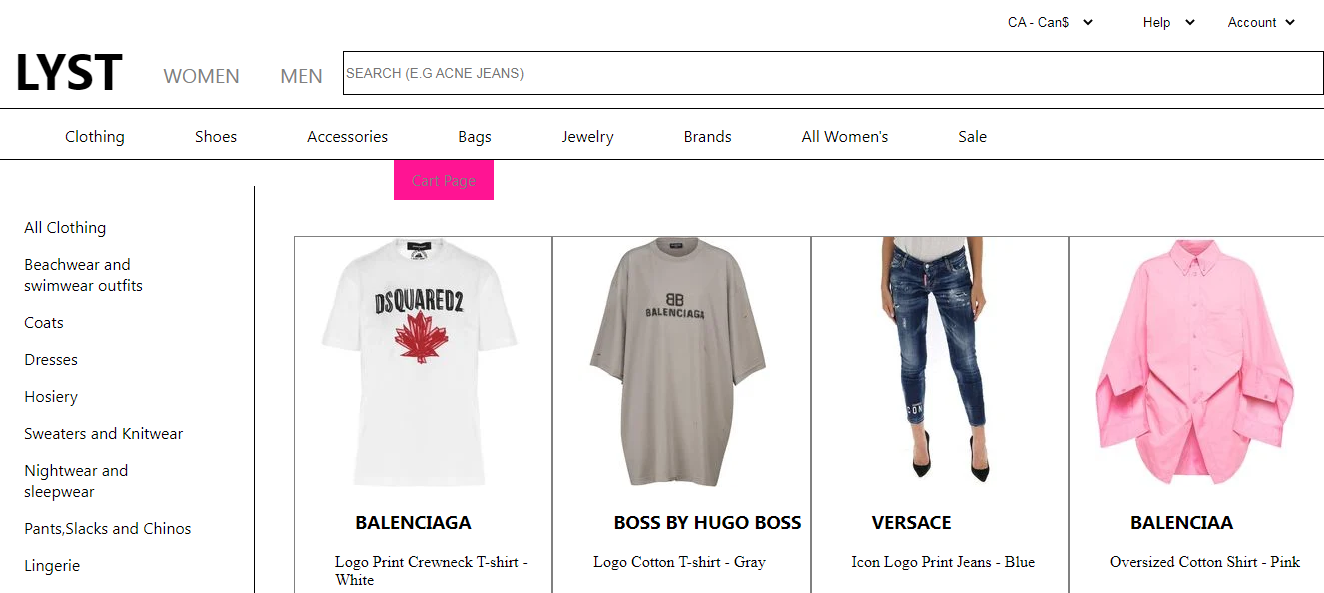 CA - Can$ Help Account
LYST WOMEN MEN SEARCH (E.G ACNE JEANS)
Clothing Shoes Accessories Bags Jewelry Brands All Women's Sale
Cart Page
All Clothing
Beachwear and
swimwear outfits
Coats
Dresses
Hosiery
Sweaters and Knitwear
Nightwear and
sleepwear
Pants,Slacks and Chinos
Lingerie
DSQUARED2
BB
BALENCIAGA
ICON
BALENCIAGA BOSS BY HUGO BOSS VERSACE BALENCIAA
Logo Print Crewneck T-shirt -
White
Logo Cotton T-shirt - Gray
Icon Logo Print Jeans - Blue
Oversized Cotton Shirt - Pink